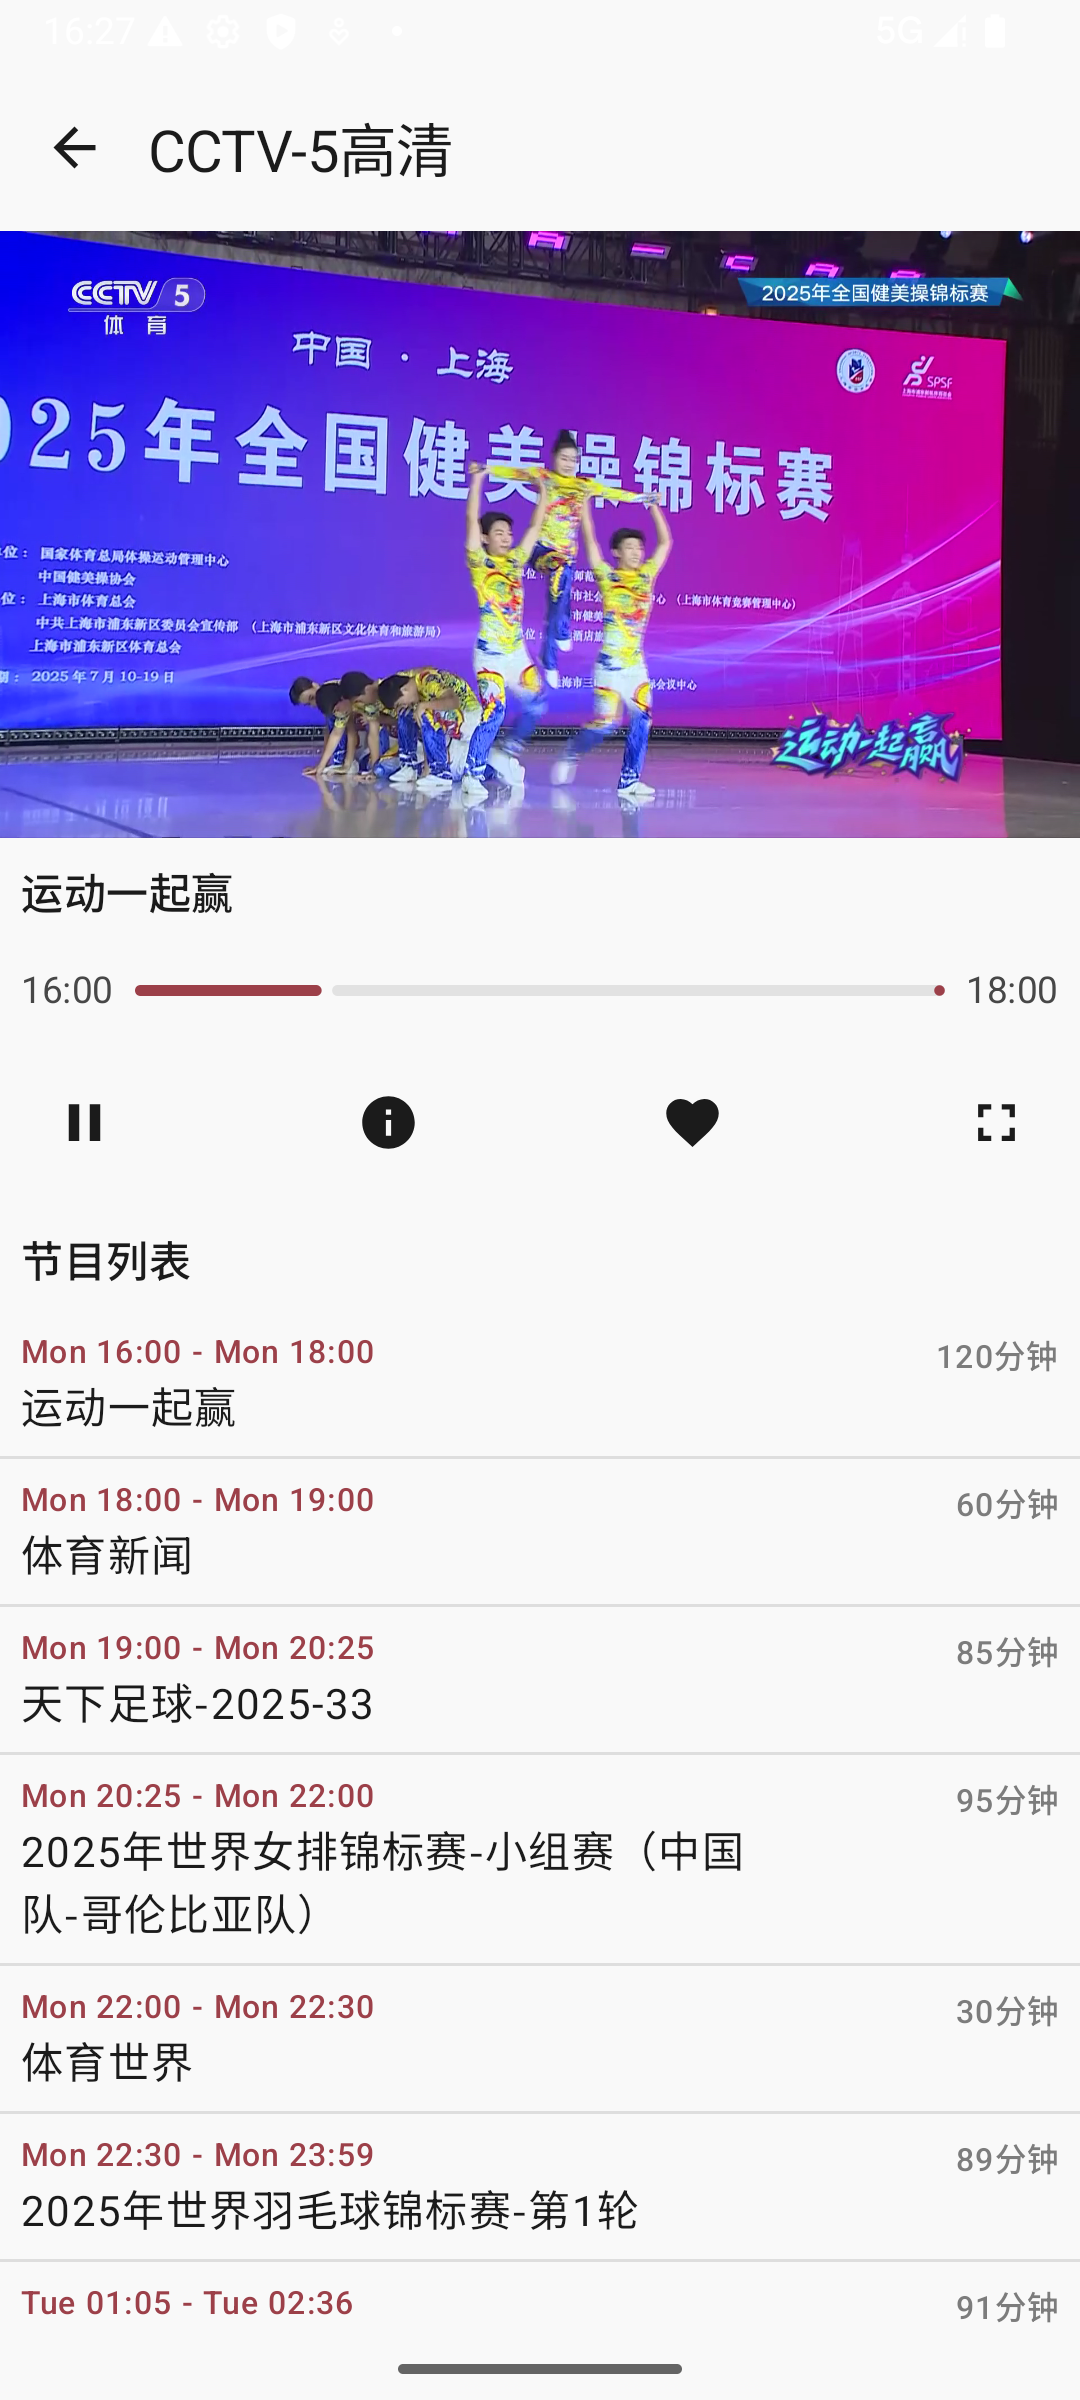 16:27
5G
CCTV-5高清
CCTV 5
体育
2025年全国健美操锦标赛
中国 · 上海
SPSF
025年全国健美操锦标赛
国家体育总局体操运动管理中心
中国健美操协会
上海市体育总会
中共上海市浦东新区委员会宣传部 （上海市浦东新区文化体育和旅游局）
上海市浦东新区体育总会
2025年7月10-19日
（上海市体育竞赛管理中心）
运动一起赢
运动一起赢
16:00
18:00
节目列表
Mon 16:00 - Mon 18:00
120分钟
运动一起赢
Mon 18:00 - Mon 19:00
60分钟
体育新闻
Mon 19:00 - Mon 20:25
85分钟
天下足球-2025-33
Mon 20:25 - Mon 22:00
95分钟
2025年世界女排锦标赛-小组赛（中国
队-哥伦比亚队）
Mon 22:00 - Mon 22:30
30分钟
体育世界
Mon 22:30 - Mon 23:59
89分钟
2025年世界羽毛球锦标赛-第1轮
Tue 01:05 - Tue 02:36
91分钟